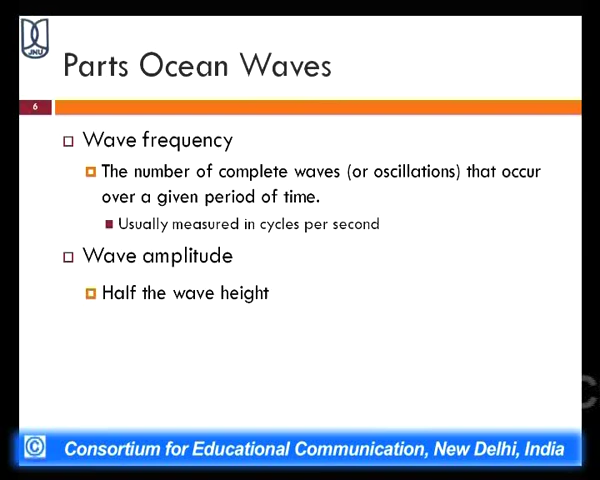 JNU
Parts Ocean Waves
6
Wave frequency
The number of complete waves (or oscillations) that occur
over a given period of time.
Usually measured in cycles per second
Wave amplitude
Half the wave height
© Consortium for Educational Communication, New Delhi, India